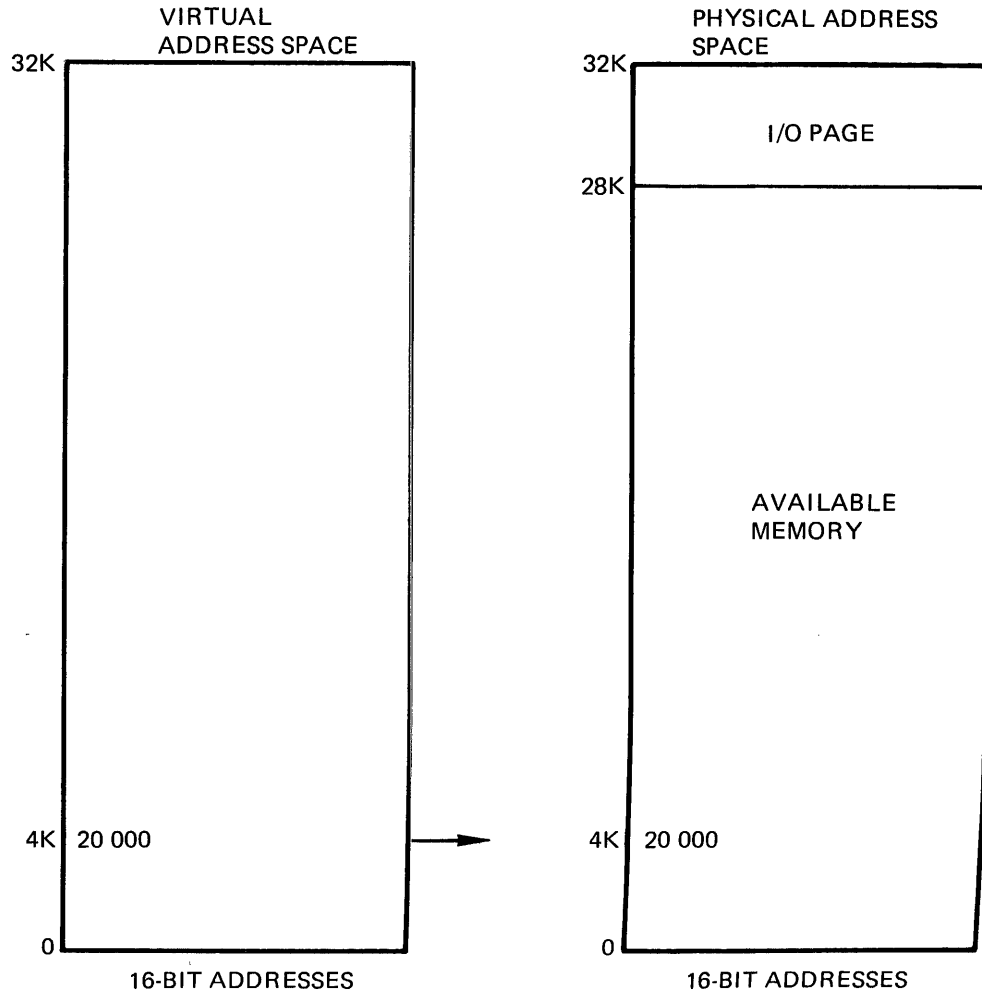 VIRTUAL
ADDRESS SPACE
32K
4K 20 000
0
16-BIT ADDRESSES
PHYSICAL ADDRESS
SPACE
32K
I/O PAGE
28K
AVAILABLE
MEMORY
4K 20 000
0
16-BIT ADDRESSES